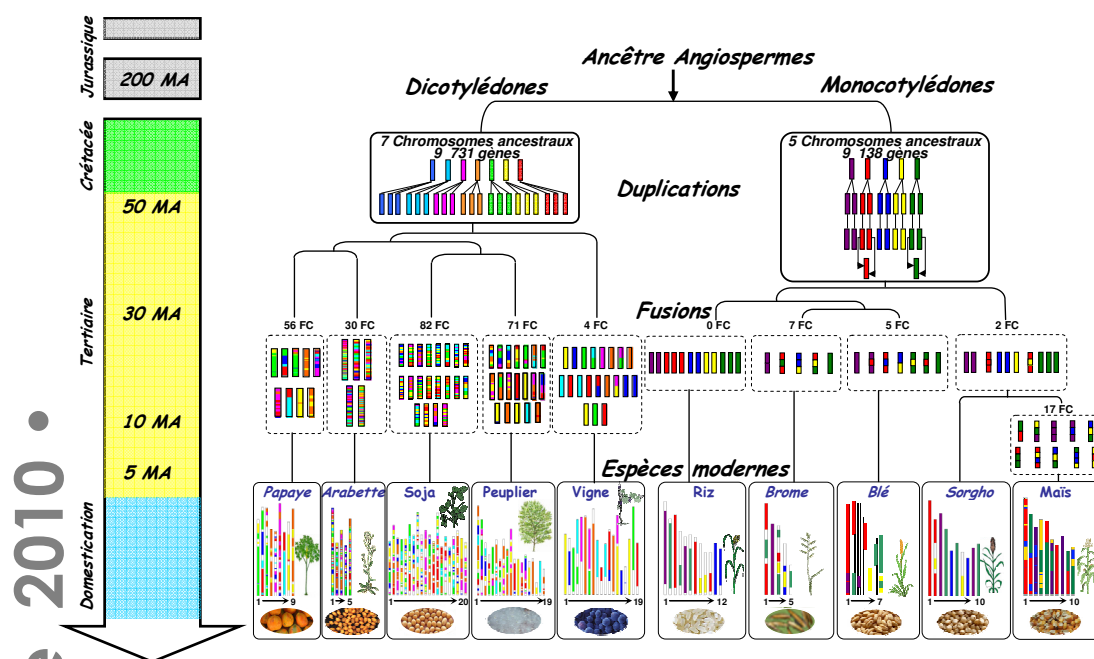 Jurassique
200 MA
Crétacée
50 MA
30 MA
Tertiaire
10 MA
5 MA
Domestication
2010 •
Ancêtre Angiospermes
Dicotylédones
Monocotylédones
7 Chromosomes ancestraux
9 731 gènes
5 Chromosomes ancestraux
9 138 gènes
Duplications
Fusions
56 FC
30 FC
82 FC
71 FC
4 FC
0 FC
7 FC
5 FC
2 FC
17 FC
Espèces modernes
Papaye
Arabette
Soja
Peuplier
Vigne
Riz
Brome
Blé
Sorgho
Maïs
1 9
1 5
1 20
1 19
1 19
1 12
1 5
1 7
1 10
1 10